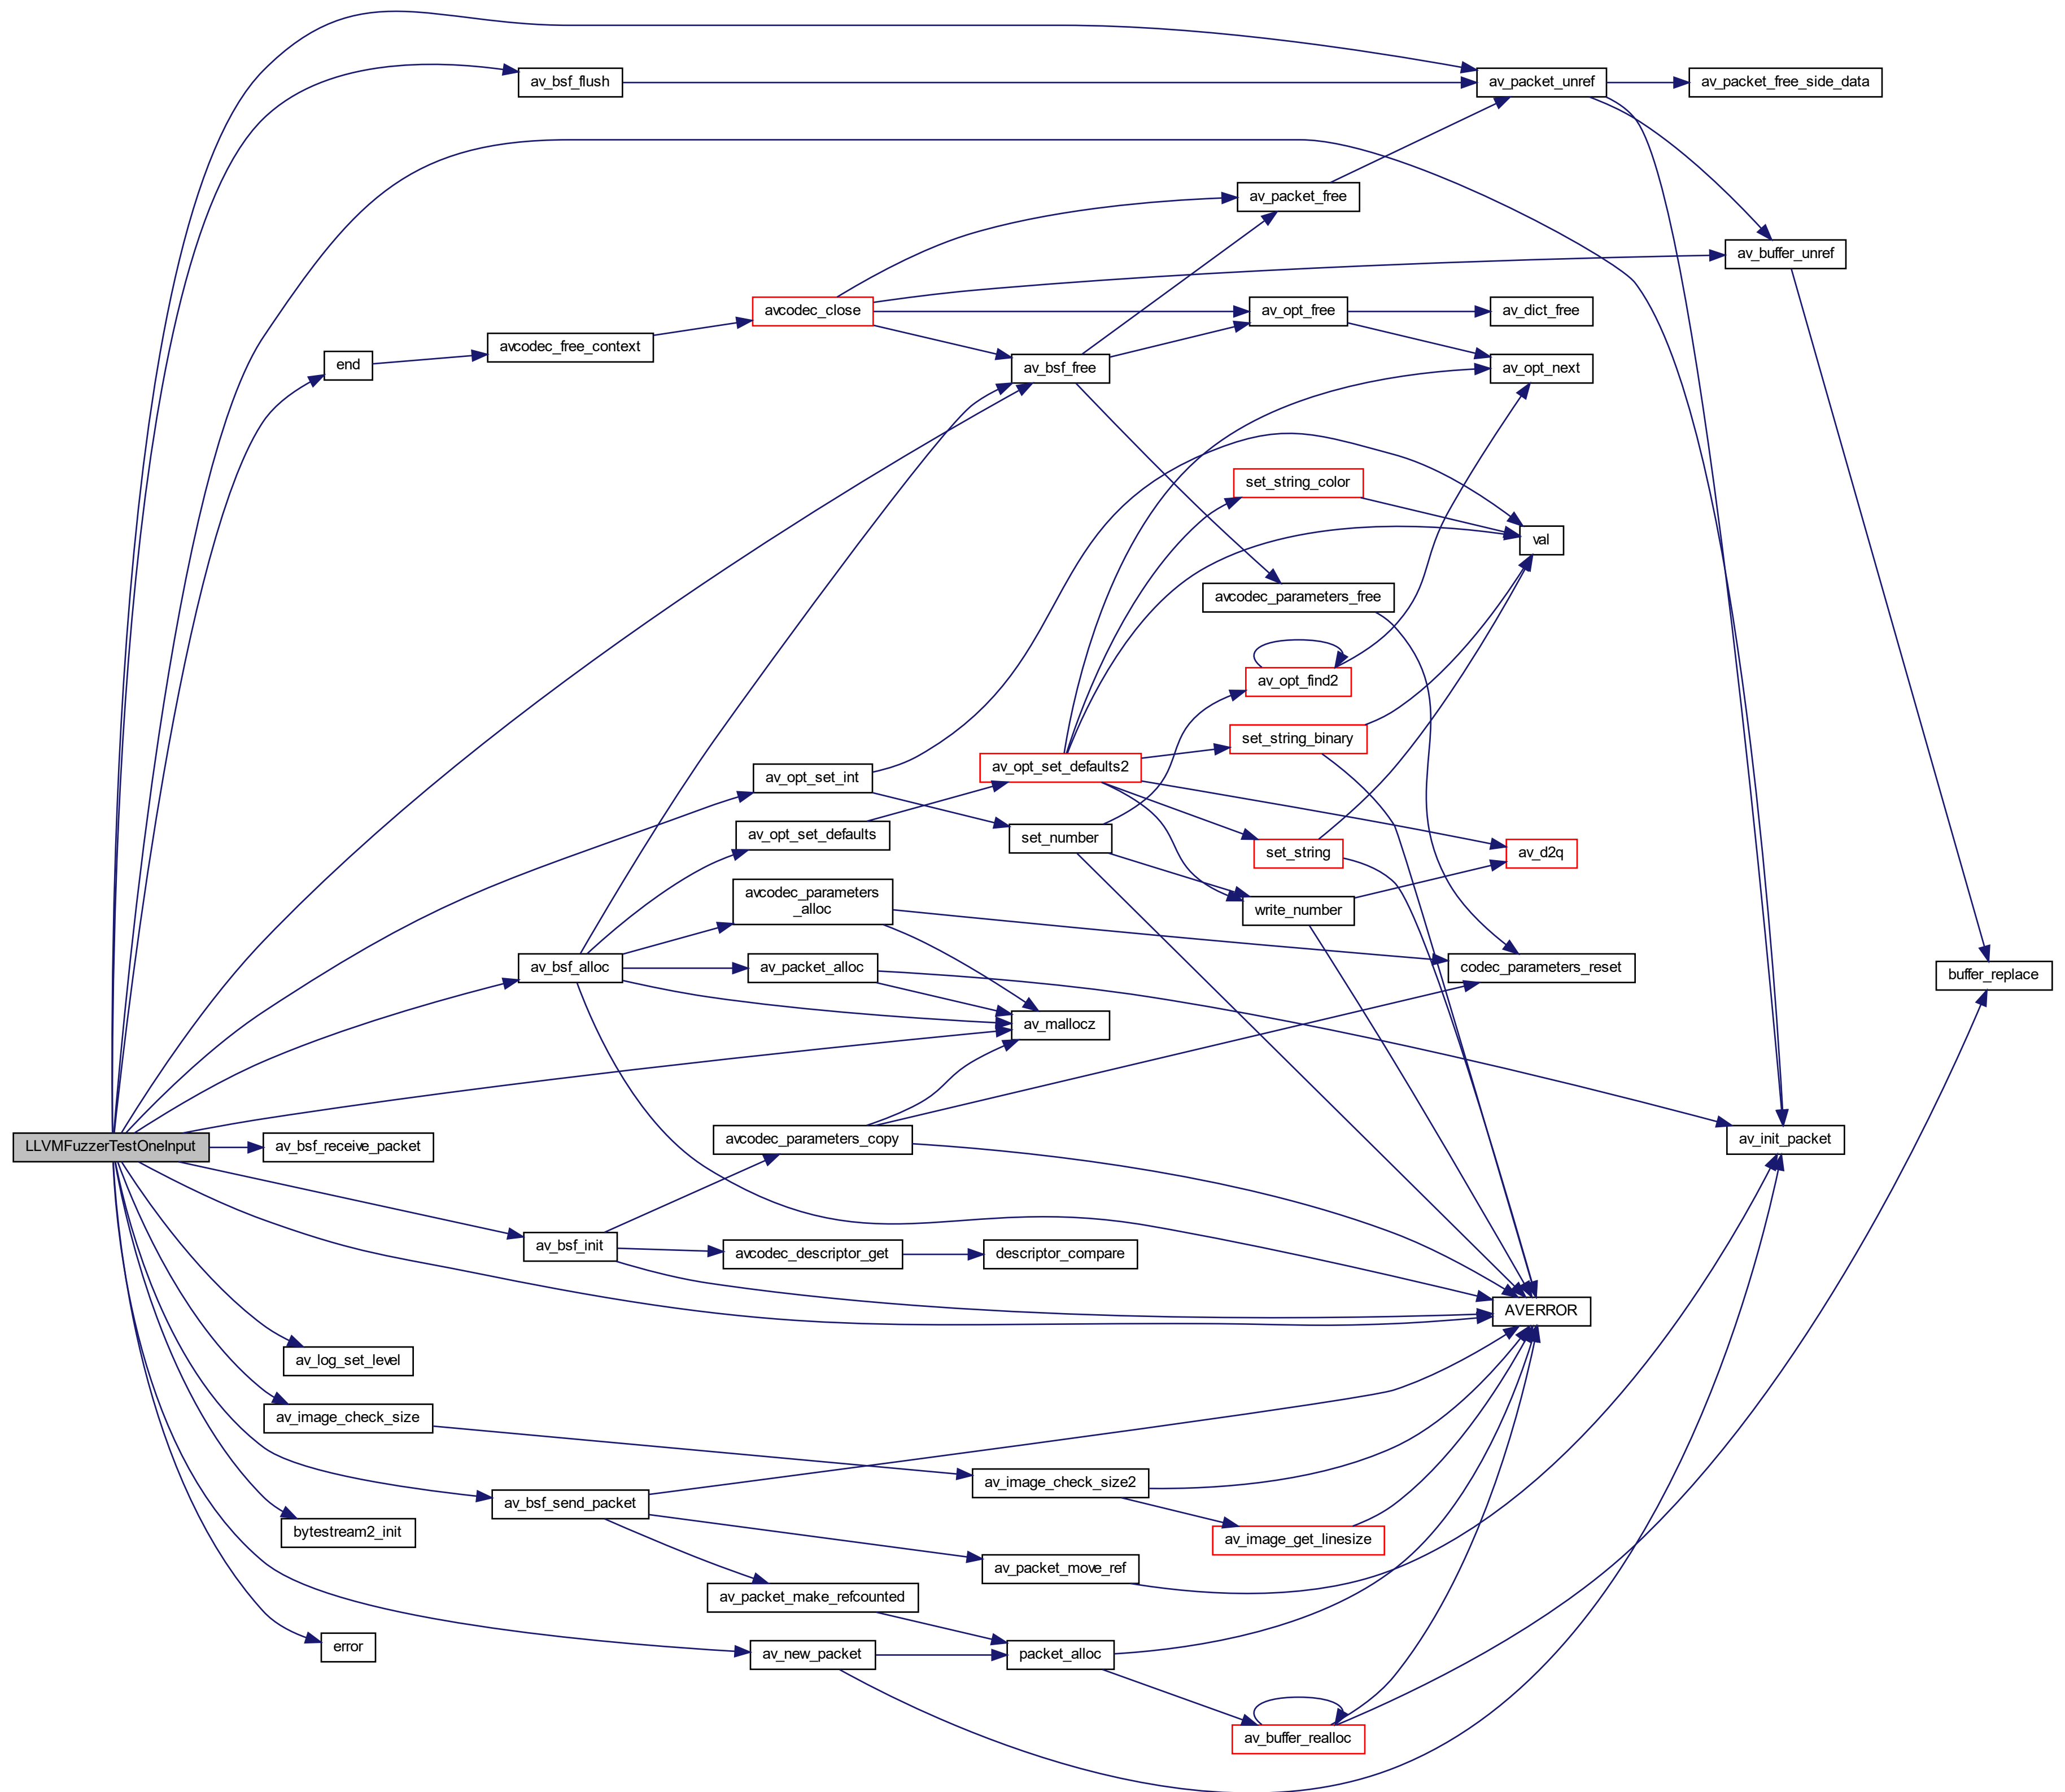 av_bsf_flush
av_packet_unref
av_packet_free_side_data
av_packet_free
av_buffer_unref
avcodec_close
av_opt_free
av_dict_free
end
avcodec_free_context
av_bsf_free
av_opt_next
set_string_color
val
avcodec_parameters_free
av_opt_find2
set_string_binary
av_opt_set_defaults2
av_opt_set_int
av_opt_set_defaults
set_number
set_string
av_d2q
avcodec_parameters
_alloc
write_number
av_bsf_alloc
av_packet_alloc
codec_parameters_reset
buffer_replace
av_mallocz
LLVMFuzzerTestOneInput
av_bsf_receive_packet
avcodec_parameters_copy
av_init_packet
av_bsf_init
avcodec_descriptor_get
descriptor_compare
AVERROR
av_log_set_level
av_image_check_size
av_image_check_size2
av_bsf_send_packet
bytestream2_init
av_image_get_linesize
av_packet_move_ref
av_packet_make_refcounted
error
av_new_packet
packet_alloc
av_buffer_realloc